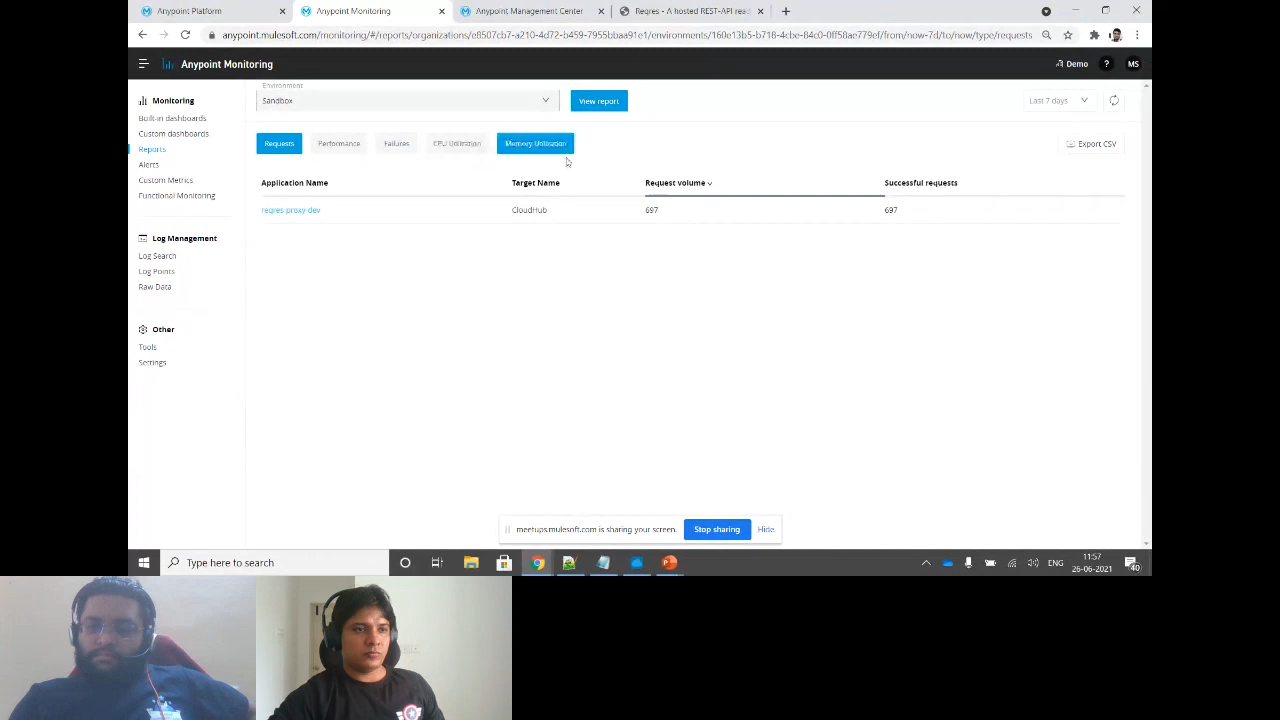 Anypoint Platform
Anypoint Monitoring
Anypoint Management Center
Reqres - A hosted REST-API read
anypoint.mulesoft.com/monitoring/#/reports/organizations/e8507cb7-a210-4d72-b459-7955bbaa91e1/environments/160e13b5-b718-4cbe-84c0-0ff58ae779ef/from/now-7d/to/now/type/requests
Anypoint Monitoring
Demo
?
MS
Monitoring
Built-in dashboards
Custom dashboards
Reports
Alerts
Custom Metrics
Functional Monitoring
Log Management
Log Search
Log Points
Raw Data
Other
Tools
Settings
Environment
Sandbox
View report
Last 7 days
Requests
Performance
Failures
CPU Utilization
Memory Utilization
Export CSV
Application Name
Target Name
Request volume
Successful requests
reqres-proxy-dev
CloudHub
697
697
meetups.mulesoft.com is sharing your screen.
Stop sharing
Hide
Type here to search
ENG
11:57
26-06-2021
40